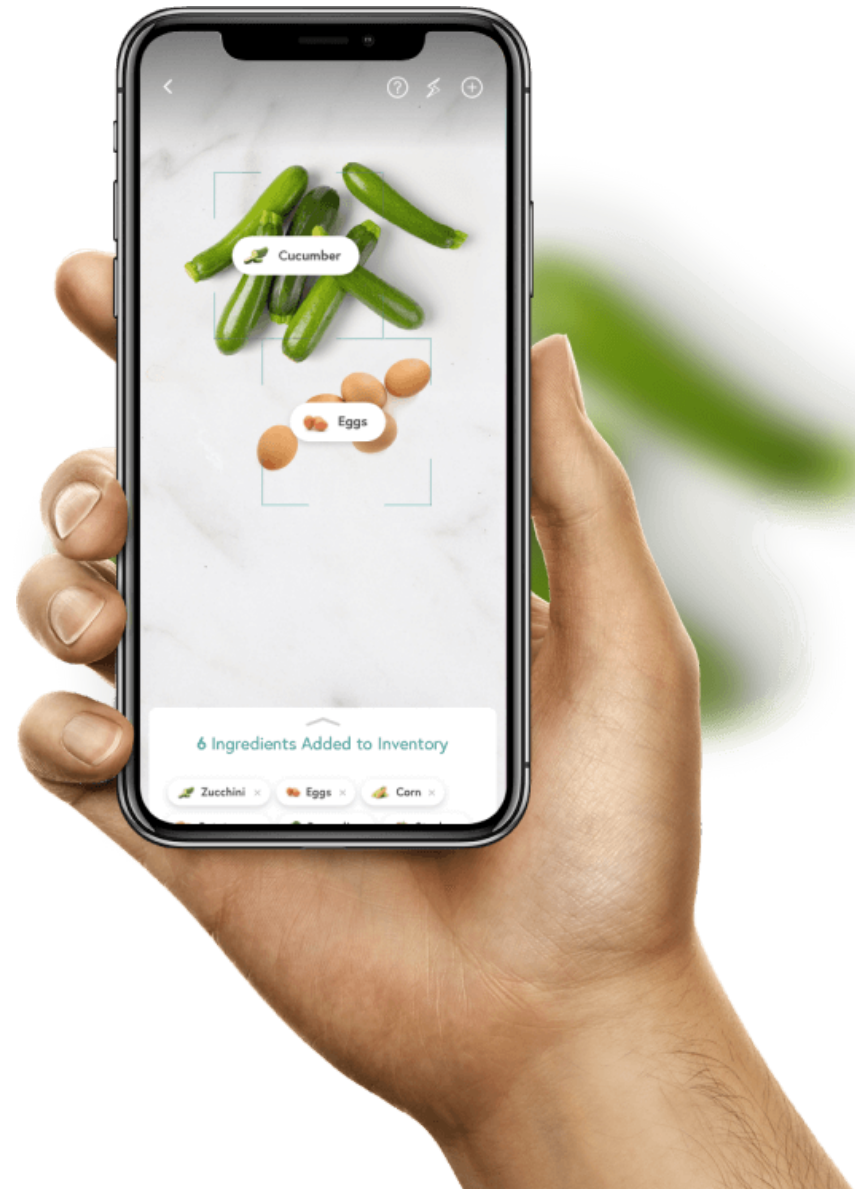 Cucumber
Eggs
6 Ingredients Added to Inventory
Zucchini × Eggs × Corn ×